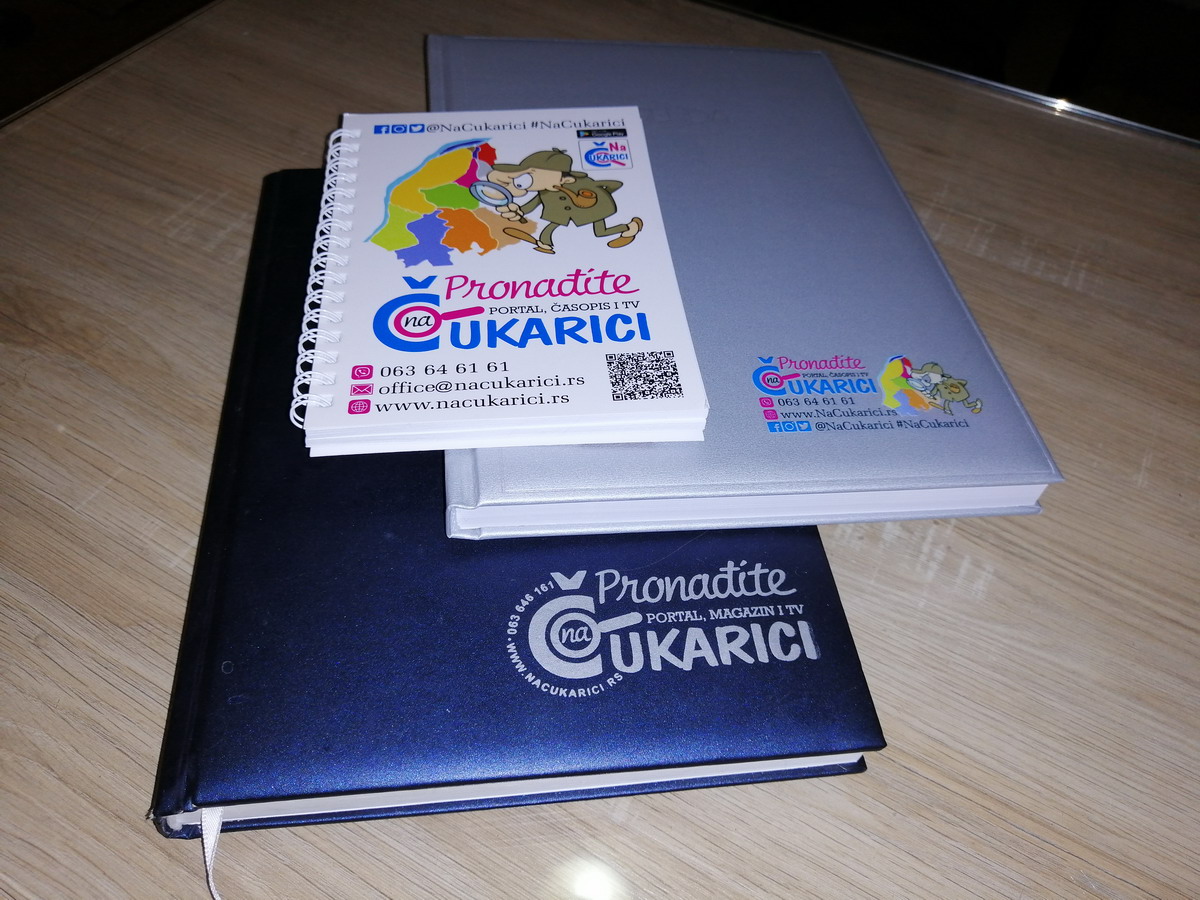 @NaCukarici #NaCukarici
Google Play
Na
ČUKARICI
Pronađite
PORTAL, ČASOPIS I TV
na ČUKARICI
063 64 61 61
office@nacukarici.rs
www.nacukarici.rs
Pronađite
PORTAL, ČASOPIS I TV
na ČUKARICI
063 64 61 61
www.NaCukarici.rs
@NaCukarici #NaCukarici
Pronađite
PORTAL, MAGAZIN I TV
na ČUKARICI
063 646 161
www.NACUKARICI RS